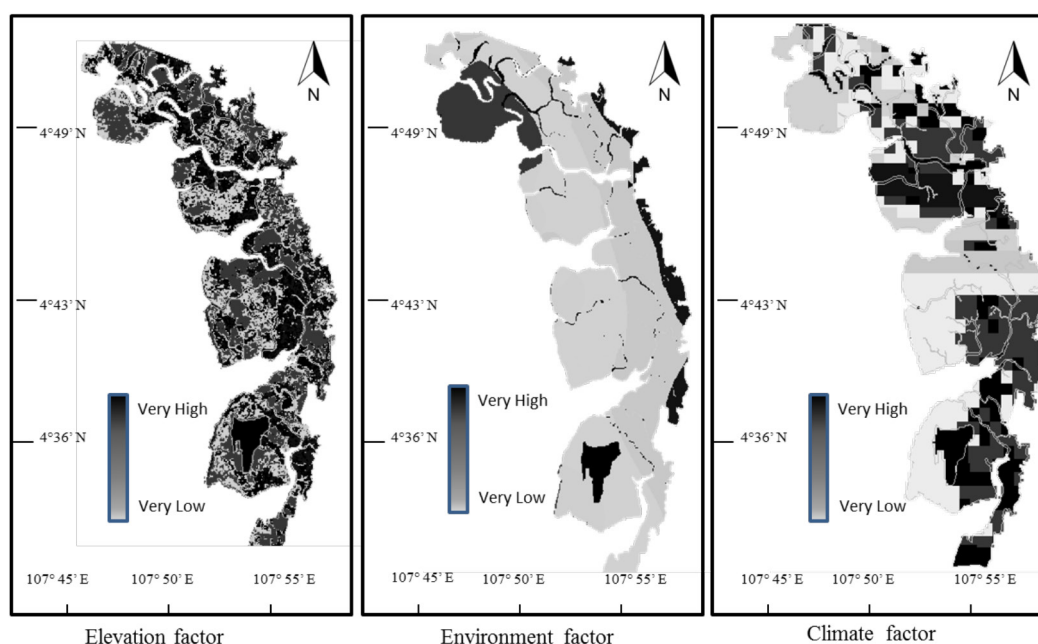 N
4°49' N
4°43' N
4°36' N
Very High
Very Low
107° 45' E
107° 50' E
107° 55' E
Elevation factor
N
4°49' N
4°43' N
4°36' N
Very High
Very Low
107° 45' E
107° 50' E
107° 55' E
Environment factor
N
4°49' N
4°43' N
4°36' N
Very High
Very Low
107° 45' E
107° 50' E
107° 55' E
Climate factor